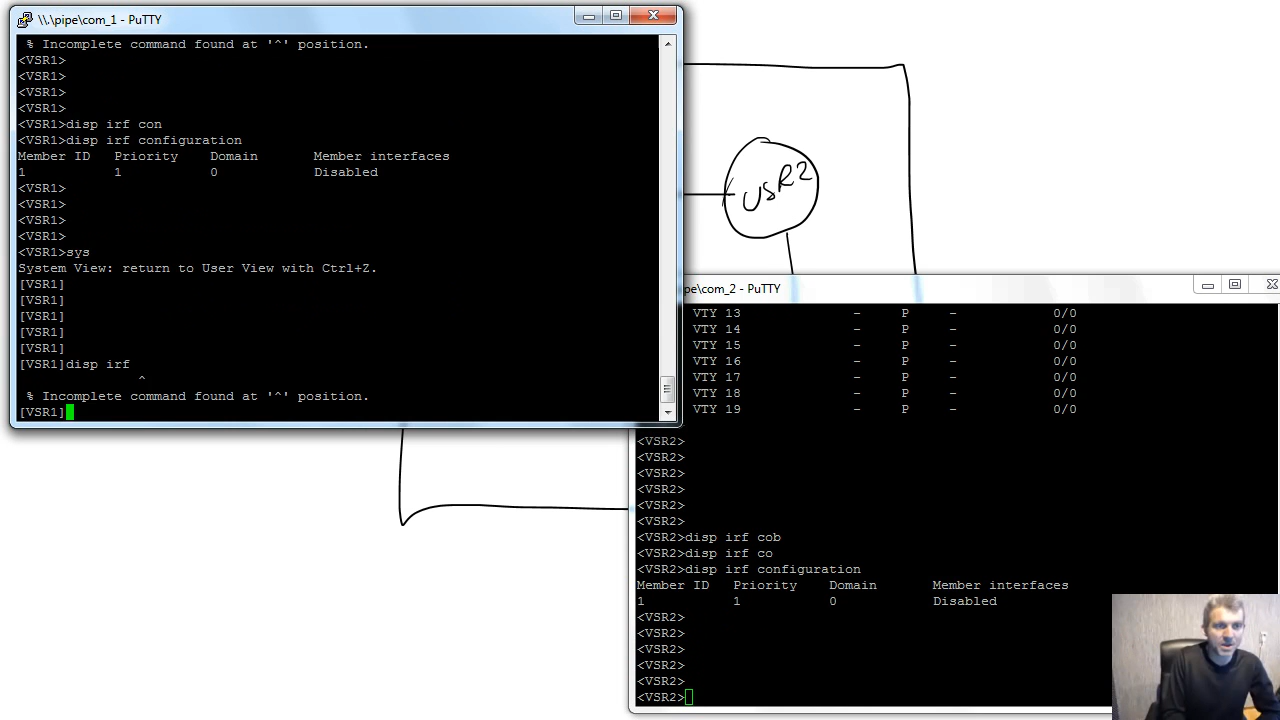 \\.\pipe\com_1 - PuTTY
% Incomplete command found at '^' position.
<VSR1>
<VSR1>
<VSR1>
<VSR1>
<VSR1>disp irf con
<VSR1>disp irf configuration
Member ID Priority Domain Member interfaces
1 1 0 Disabled
<VSR1>
<VSR1>
<VSR1>
<VSR1>
<VSR1>sys
System View: return to User View with Ctrl+Z.
[VSR1]
[VSR1]
[VSR1]
[VSR1]
[VSR1]
[VSR1]disp irf
^
% Incomplete command found at '^' position.
[VSR1]
VSR2
pe\com_2 - PuTTY
VTY 13 - P - 0/0
VTY 14 - P - 0/0
VTY 15 - P - 0/0
VTY 16 - P - 0/0
VTY 17 - P - 0/0
VTY 18 - P - 0/0
VTY 19 - P - 0/0
<VSR2>
<VSR2>
<VSR2>
<VSR2>
<VSR2>
<VSR2>
<VSR2>disp irf cob
<VSR2>disp irf co
<VSR2>disp irf configuration
Member ID Priority Domain Member interfaces
1 1 0 Disabled
<VSR2>
<VSR2>
<VSR2>
<VSR2>
<VSR2>
<VSR2>